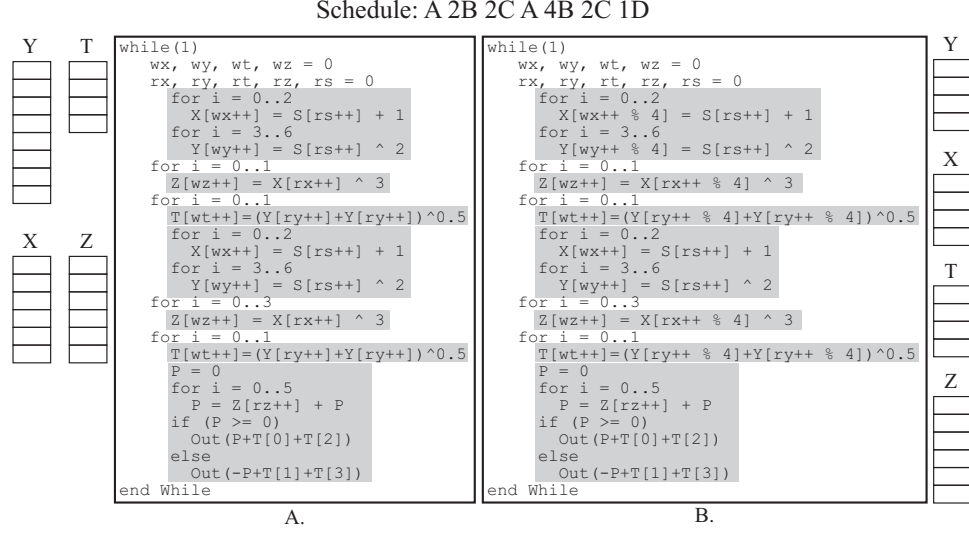 Schedule: A 2B 2C A 4B 2C 1D
Y T
X Z
while(1)
wx, wy, wt, wz = 0
rx, ry, rt, rz, rs = 0
for i = 0..2
X[wx++] = S[rs++] + 1
for i = 3..6
Y[wy++] = S[rs++] ^ 2
for i = 0..1
Z[wz++] = X[rx++] ^ 3
for i = 0..1
T[wt++]=(Y[ry++]+Y[ry++])^0.5
for i = 0..2
X[wx++] = S[rs++] + 1
for i = 3..6
Y[wy++] = S[rs++] ^ 2
for i = 0..3
Z[wz++] = X[rx++] ^ 3
for i = 0..1
T[wt++]=(Y[ry++]+Y[ry++])^0.5
P = 0
for i = 0..5
P = Z[rz++] + P
if (P >= 0)
Out(P+T[0]+T[2])
else
Out(-P+T[1]+T[3])
end While
A.
while(1)
wx, wy, wt, wz = 0
rx, ry, rt, rz, rs = 0
for i = 0..2
X[wx++ % 4] = S[rs++] + 1
for i = 3..6
Y[wy++ % 4] = S[rs++] ^ 2
for i = 0..1
Z[wz++] = X[rx++ % 4] ^ 3
for i = 0..1
T[wt++]=(Y[ry++ % 4]+Y[ry++ % 4])^0.5
for i = 0..2
X[wx++] = S[rs++] + 1
for i = 3..6
Y[wy++] = S[rs++] ^ 2
for i = 0..3
Z[wz++] = X[rx++ % 4] ^ 3
for i = 0..1
T[wt++]=(Y[ry++ % 4]+Y[ry++ % 4])^0.5
P = 0
for i = 0..5
P = Z[rz++] + P
if (P >= 0)
Out(P+T[0]+T[2])
else
Out(-P+T[1]+T[3])
end While
B.
Y
X
T
Z